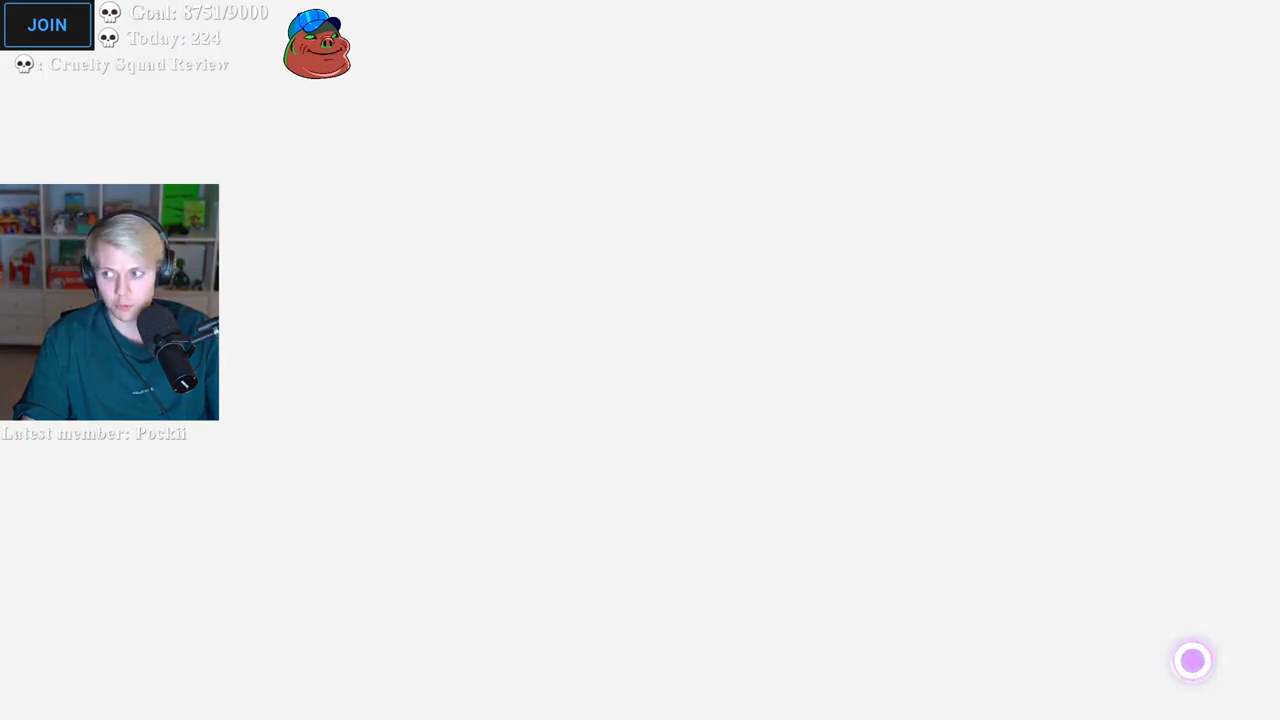 JOIN
Goal: 8751/9000
Today: 224
: Cruelty Squad Review
Latest member: Pockii